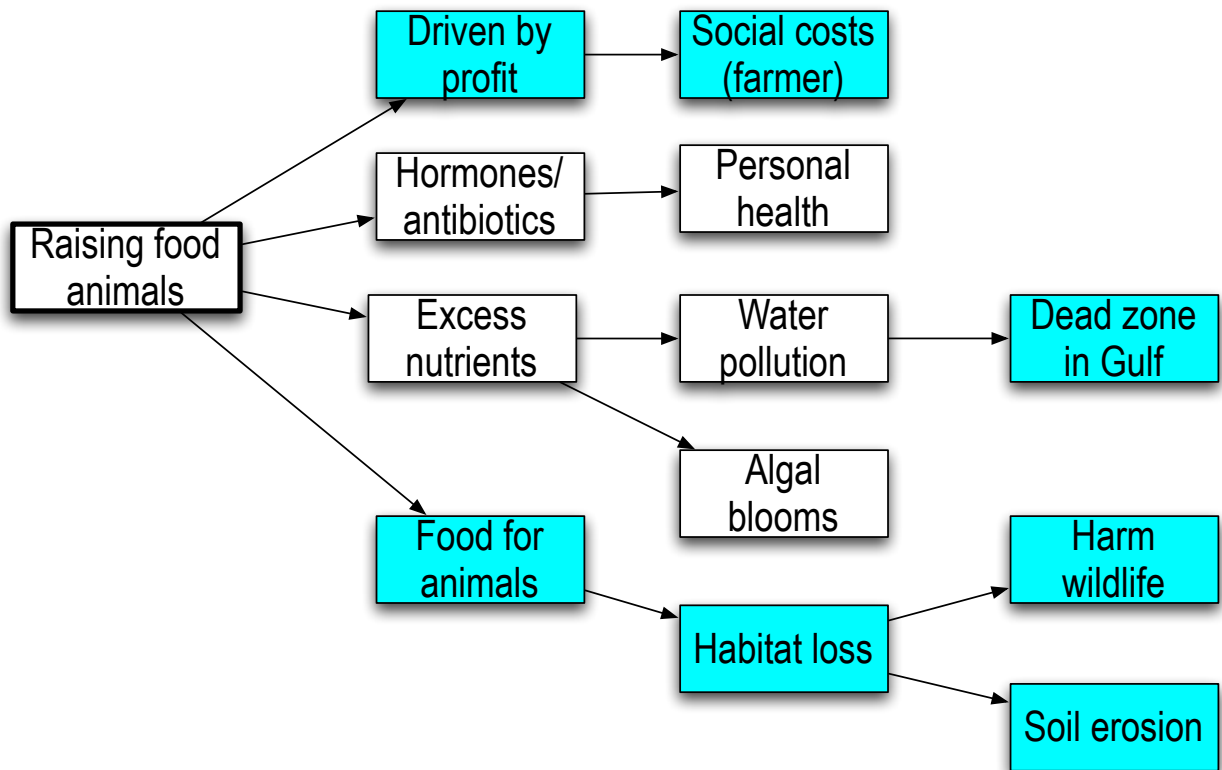 Driven by
profit
Social costs
(farmer)
Hormones/
antibiotics
Personal
health
Raising food
animals
Excess
nutrients
Water
pollution
Dead zone
in Gulf
Algal
blooms
Food for
animals
Harm
wildlife
Habitat loss
Soil erosion